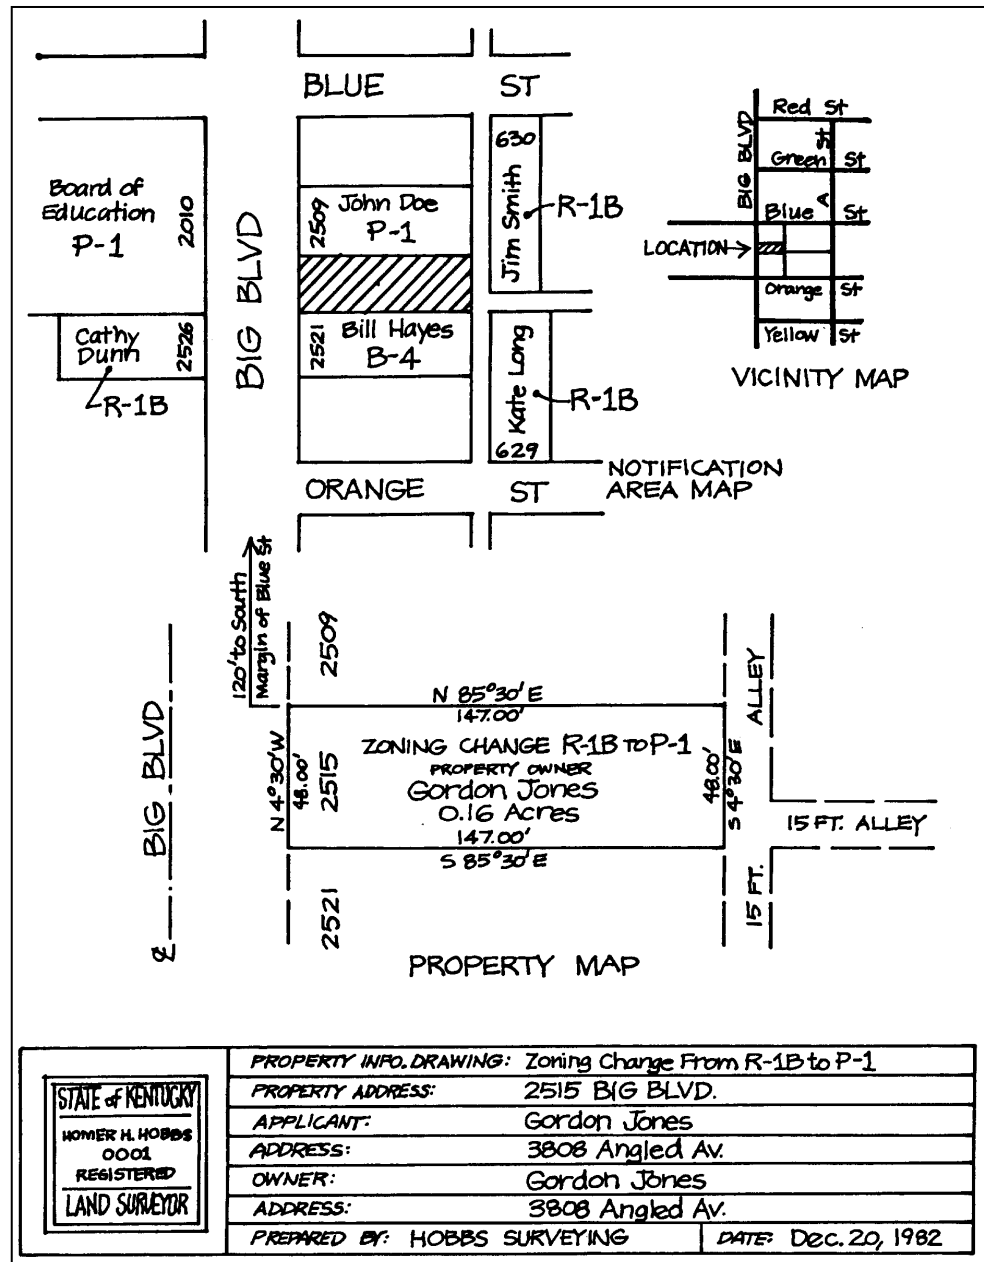 BLUE ST
630
Jim Smith
R-1B
Board of
Education
P-1
2010
BIG BLVD
2509
John Doe
P-1
2521
Bill Hayes
B-4
Cathy
Dunn
2526
R-1B
Kate Long
629
R-1B
ORANGE ST
NOTIFICATION
AREA MAP
Red St
BIG BLVD
Green St
A St
Blue St
LOCATION
Orange St
Yellow St
VICINITY MAP
120' to South
Margin of Blue St
2509
N 85°30' E
147.00'
ZONING CHANGE R-1B TO P-1
PROPERTY OWNER
Gordon Jones
0.16 Acres
147.00'
S 85°30' E
N 4°30' W
48.00'
2515
48.00'
S 4°30' E
ALLEY
15 FT.
15 FT. ALLEY
℄ BIG BLVD
2521
PROPERTY MAP
STATE of KENTUCKY
HOMER H. HOBBS
0001
REGISTERED
LAND SURVEYOR
PROPERTY INFO. DRAWING: Zoning Change From R-1B to P-1
PROPERTY ADDRESS: 2515 BIG BLVD.
APPLICANT: Gordon Jones
ADDRESS: 3808 Angled Av.
OWNER: Gordon Jones
ADDRESS: 3808 Angled Av.
PREPARED BY: HOBBS SURVEYING DATE: Dec. 20, 1982